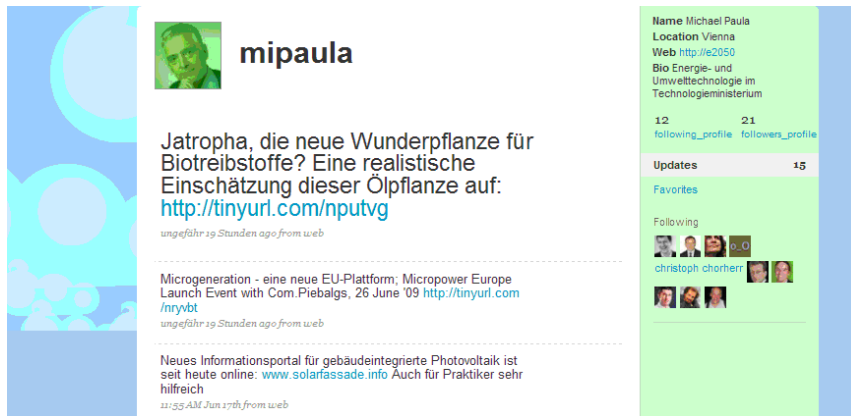 mipaula
Jatropha, die neue Wunderpflanze für
Biotreibstoffe? Eine realistische
Einschätzung dieser Ölpflanze auf:
http://tinyurl.com/nputvg
ungefähr 19 Stunden ago from web
Microgeneration - eine neue EU-Plattform; Micropower Europe
Launch Event with Com.Piebalgs, 26 June '09 http://tinyurl.com
/nryvbt
ungefähr 19 Stunden ago from web
Neues Informationsportal für gebäudeintegrierte Photovoltaik ist
seit heute online: www.solarfassade.info Auch für Praktiker sehr
hilfreich
11:55 AM Jun 17th from web
Name Michael Paula
Location Vienna
Web http://e2050
Bio Energie- und
Umwelttechnologie im
Technologieministerium
12 21
following_profile followers_profile
Updates 15
Favorites
Following
o_O
christoph chorherr